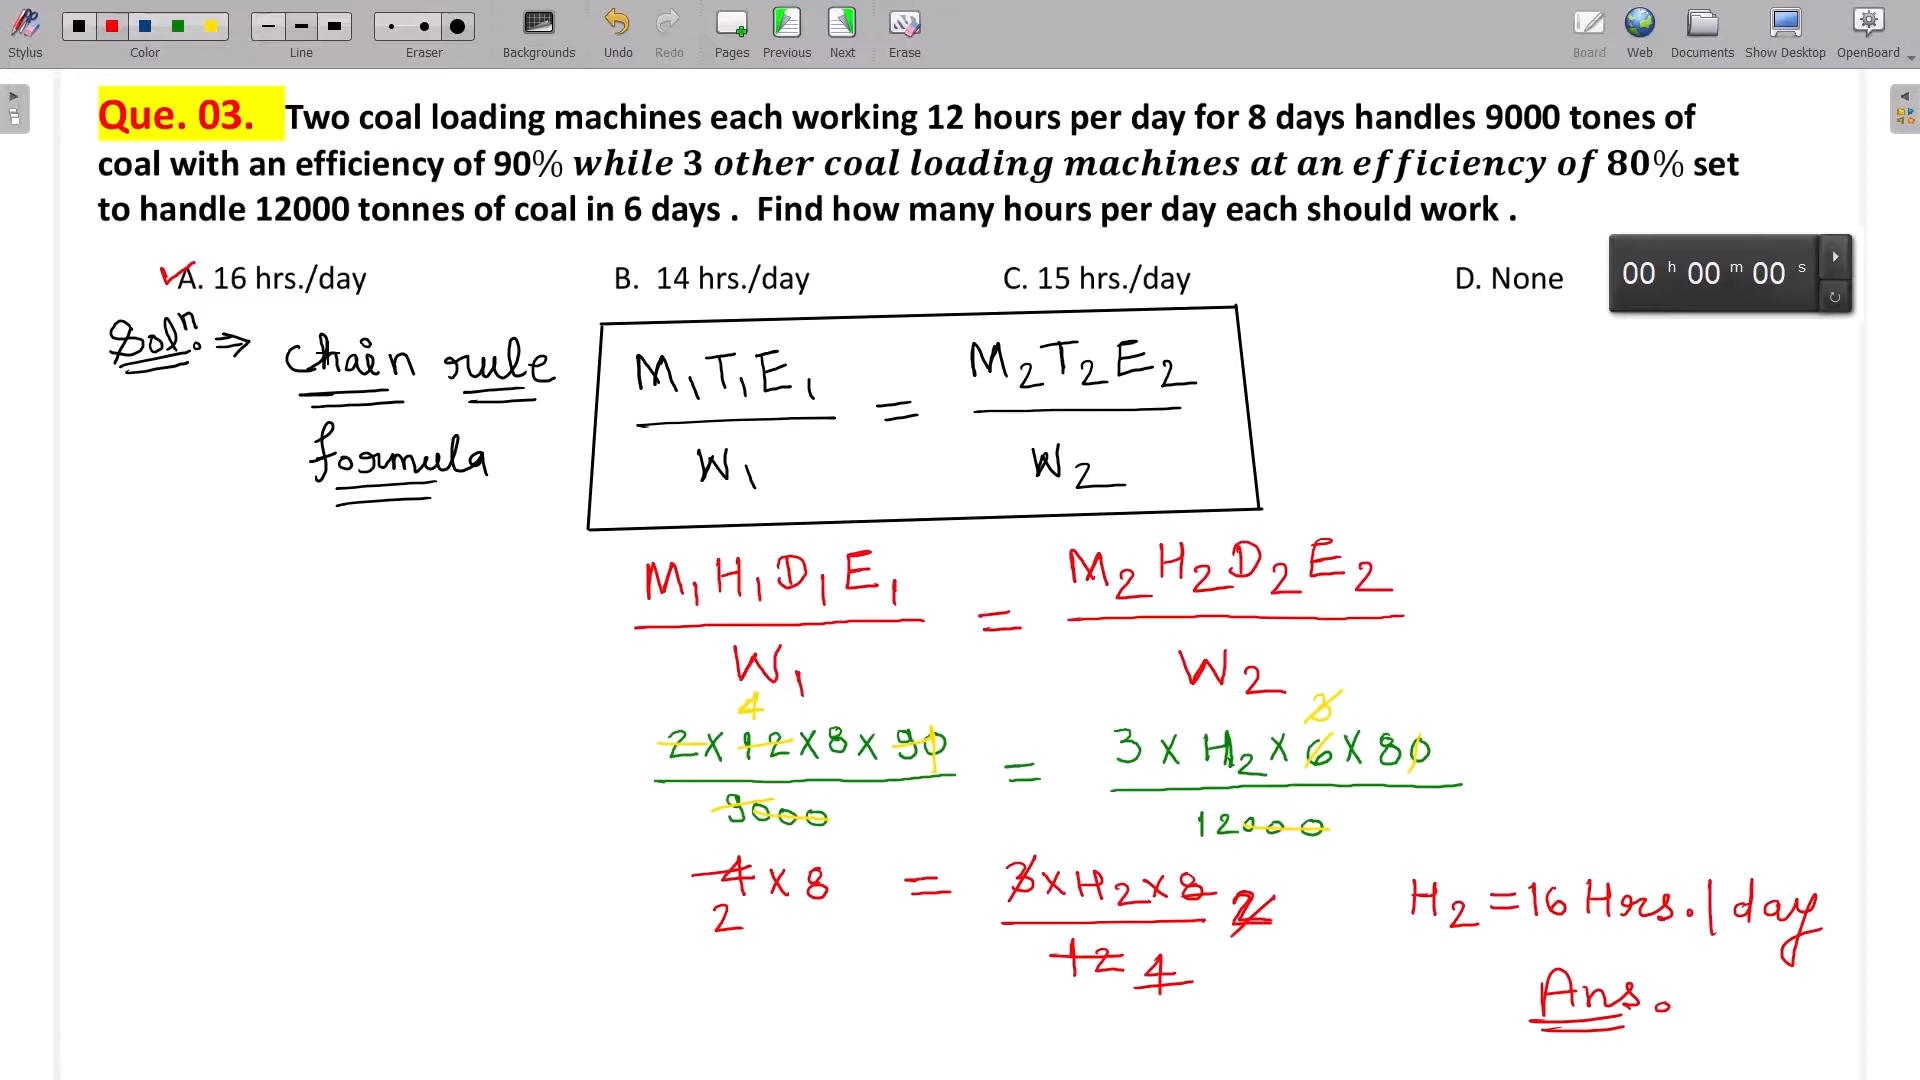 Stylus Color Line Eraser Backgrounds Undo Redo Pages Previous Next Erase Board Web Documents Show Desktop OpenBoard
Que. 03. Two coal loading machines each working 12 hours per day for 8 days handles 9000 tones of
coal with an efficiency of 90% while 3 other coal loading machines at an efficiency of 80% set
to handle 12000 tonnes of coal in 6 days . Find how many hours per day each should work .
A. 16 hrs./day B. 14 hrs./day C. 15 hrs./day D. None
00 h 00 m 00 s
Solⁿ. ⇒ Chain rule
formula
M₁T₁E₁ / W₁ = M₂T₂E₂ / W₂
M₁H₁D₁E₁ / W₁ = M₂H₂D₂E₂ / W₂
4 3
2 x 12 x 8 x 90 / 9000 = 3 x H₂ x 6 x 80 / 12000
4 x 8 = 3 x H₂ x 8 / 12 2
2 4
H₂ = 16 Hrs. / day
Ans.